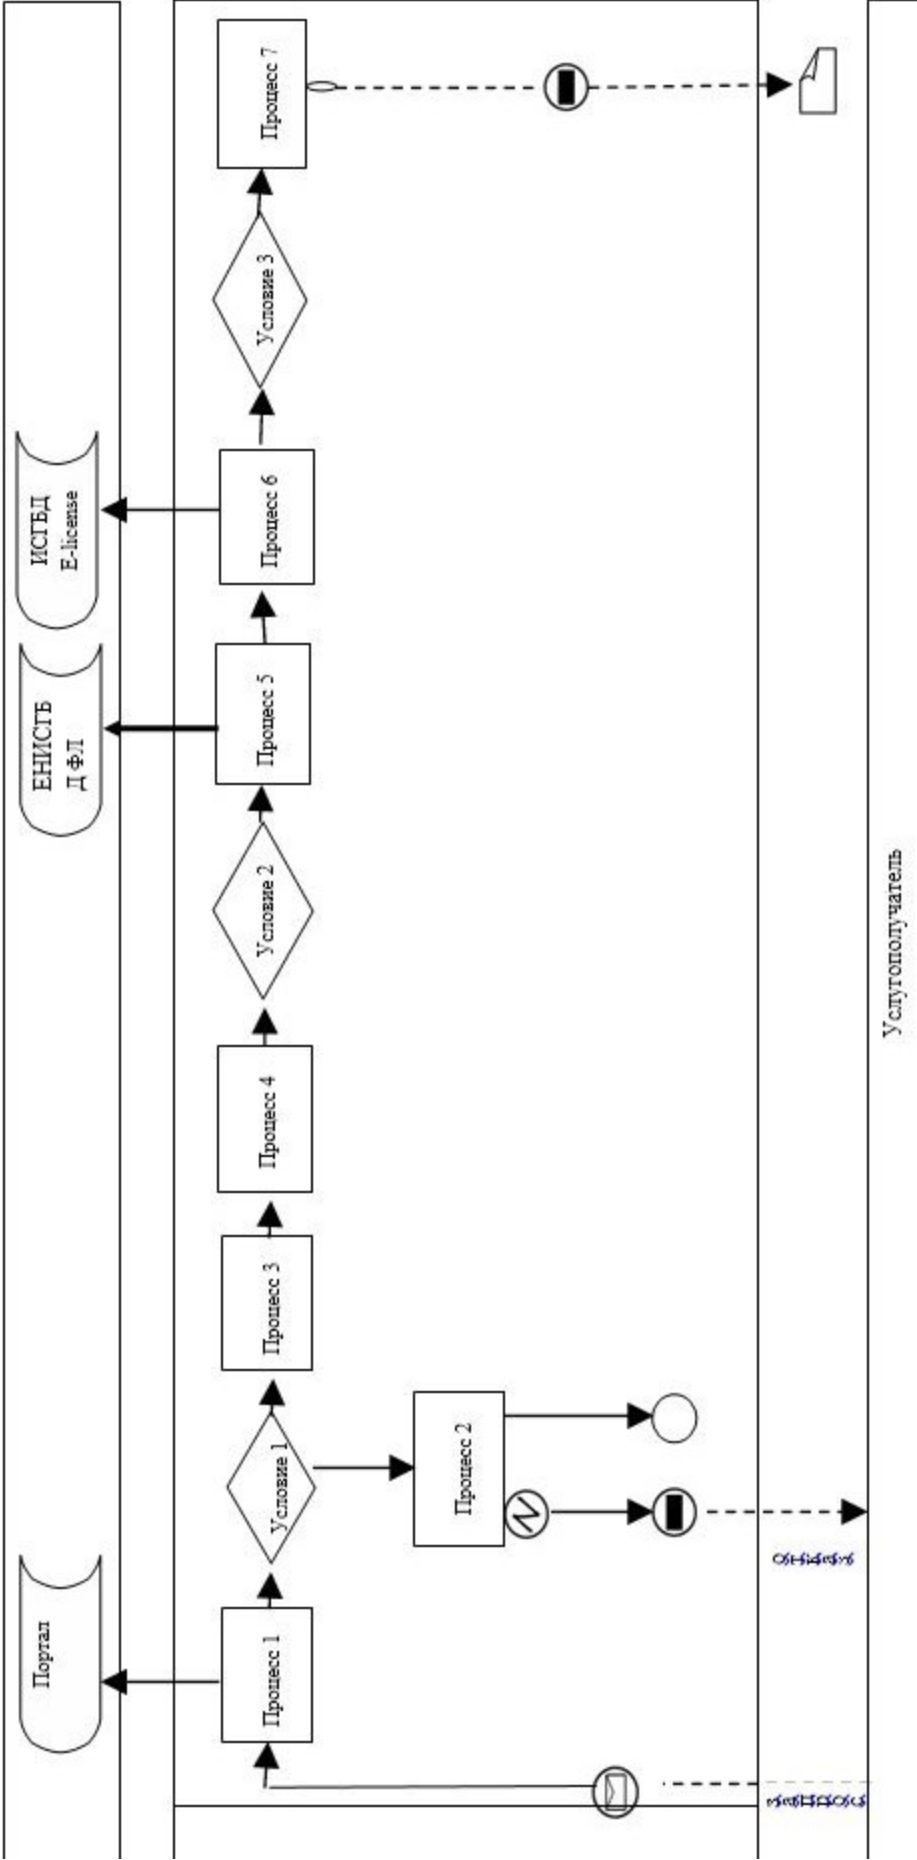 Портал
ЕНИСГБ
ДФЛ
ИСГБД
E-license
Процесс 1
Условие 1
Процесс 3
Процесс 4
Условие 2
Процесс 5
Процесс 6
Условие 3
Процесс 7
Процесс 2
Услугополучатель